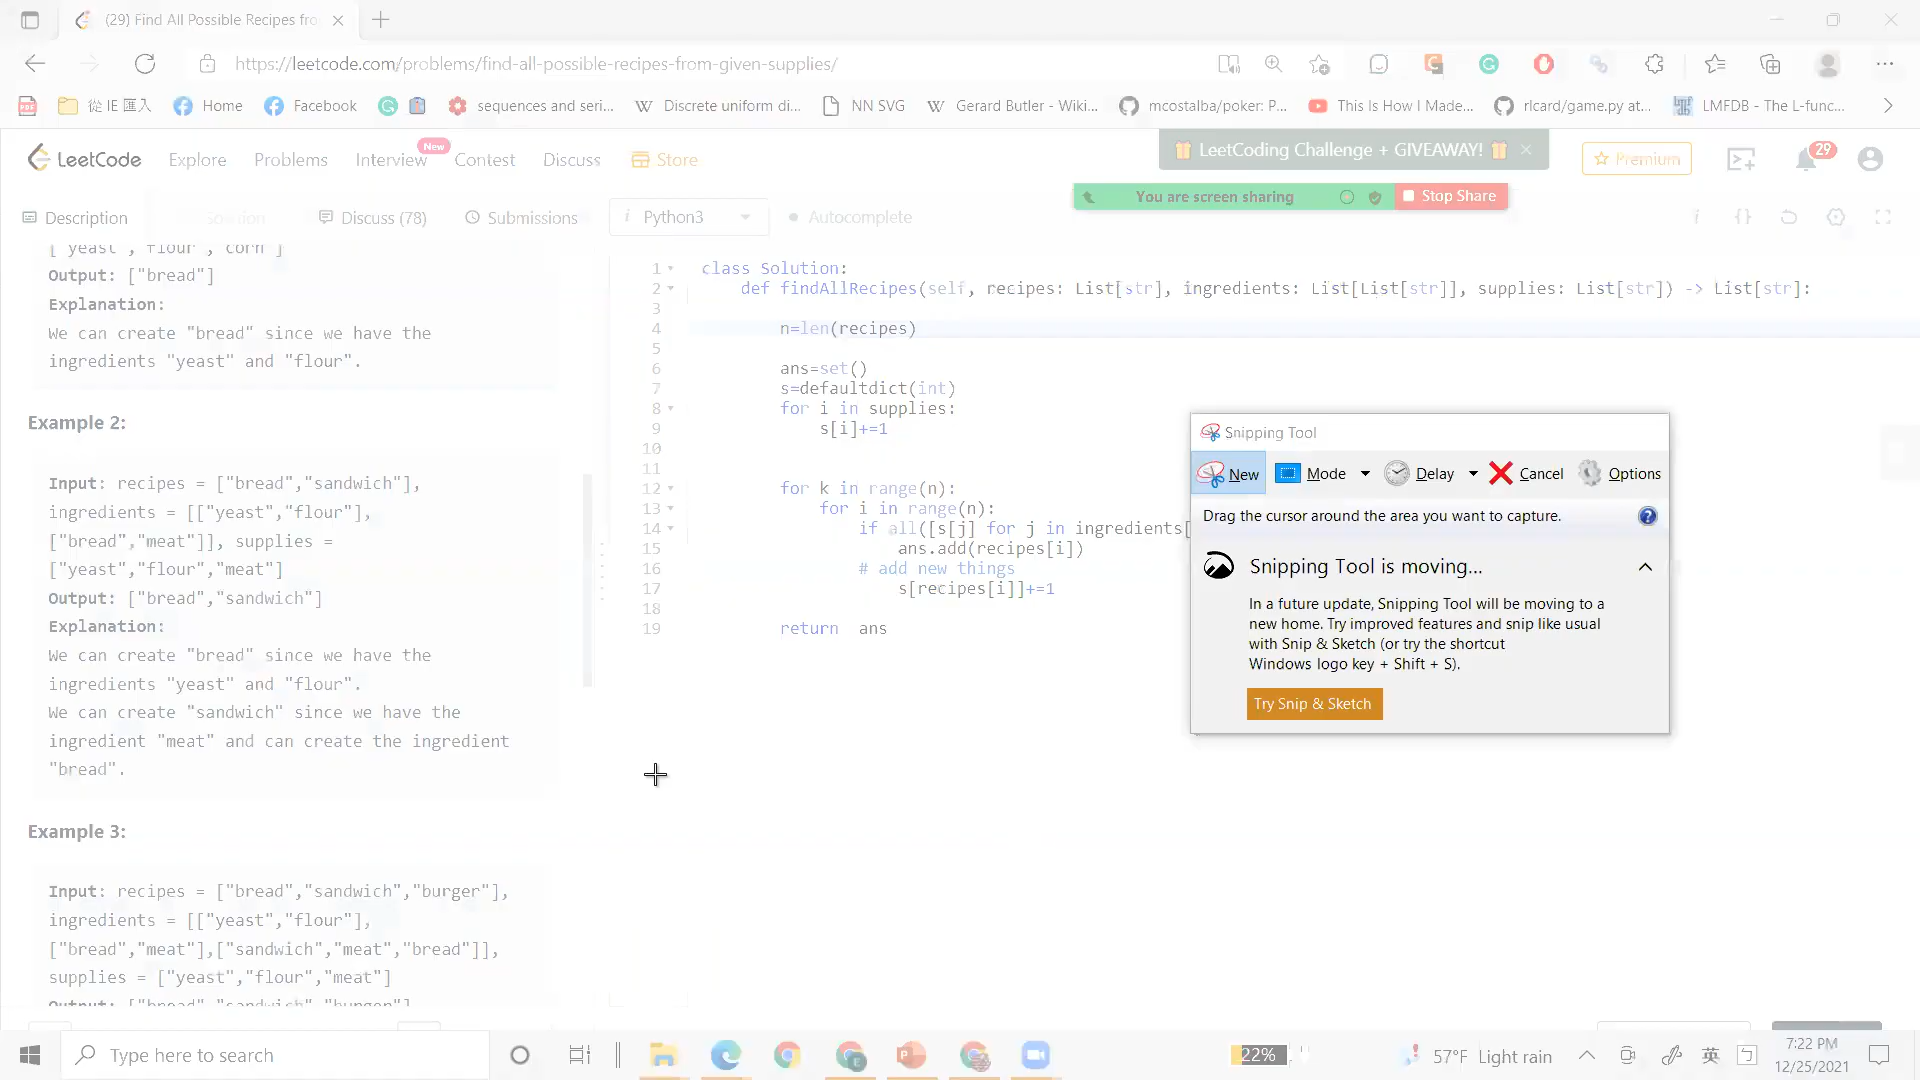 (29) Find All Possible Recipes fro
https://leetcode.com/problems/find-all-possible-recipes-from-given-supplies/
PDF
從 IE 匯入
Home
Facebook
sequences and seri...
Discrete uniform di...
NN SVG
Gerard Butler - Wiki...
mcostalba/poker: P...
This Is How I Made...
rlcard/game.py at...
LMFDB - The L-func...
LeetCode
Explore
Problems
Interview
New
Contest
Discuss
Store
LeetCoding Challenge + GIVEAWAY!
Premium
29
You are screen sharing
Stop Share
Description
Solution
Discuss (78)
Submissions
i Python3
Autocomplete
["yeast","flour","corn"]
Output: ["bread"]
Explanation:
We can create "bread" since we have the
ingredients "yeast" and "flour".
Example 2:
Input: recipes = ["bread","sandwich"],
ingredients = [["yeast","flour"],
["bread","meat"]], supplies =
["yeast","flour","meat"]
Output: ["bread","sandwich"]
Explanation:
We can create "bread" since we have the
ingredients "yeast" and "flour".
We can create "sandwich" since we have the
ingredient "meat" and can create the ingredient
"bread".
Example 3:
Input: recipes = ["bread","sandwich","burger"],
ingredients = [["yeast","flour"],
["bread","meat"],["sandwich","meat","bread"]],
supplies = ["yeast","flour","meat"]
Output: ["bread","sandwich","burger"]
1 class Solution:
2 def findAllRecipes(self, recipes: List[str], ingredients: List[List[str]], supplies: List[str]) -> List[str]:
3
4 n=len(recipes)
5
6 ans=set()
7 s=defaultdict(int)
8 for i in supplies:
9 s[i]+=1
10
11
12 for k in range(n):
13 for i in range(n):
14 if all([s[j] for j in ingredients[
15 ans.add(recipes[i])
16 # add new things
17 s[recipes[i]]+=1
18
19 return ans
Snipping Tool
New
Mode
Delay
Cancel
Options
Drag the cursor around the area you want to capture.
Snipping Tool is moving...
In a future update, Snipping Tool will be moving to a
new home. Try improved features and snip like usual
with Snip & Sketch (or try the shortcut
Windows logo key + Shift + S).
Try Snip & Sketch
Type here to search
22%
57°F Light rain
英
7:22 PM
12/25/2021